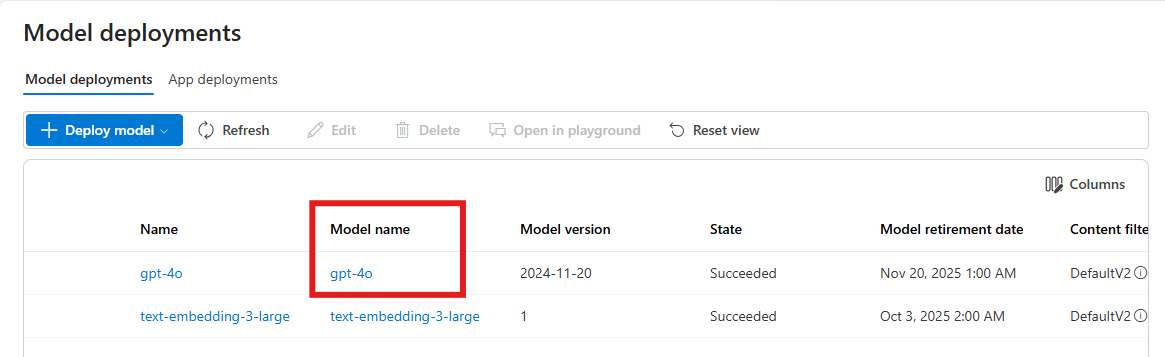 Model deployments
Model deployments App deployments
Deploy model Refresh Edit Delete Open in playground Reset view
Columns
Name Model name Model version State Model retirement date Content filte
gpt-4o gpt-4o 2024-11-20 Succeeded Nov 20, 2025 1:00 AM DefaultV2
text-embedding-3-large text-embedding-3-large 1 Succeeded Oct 3, 2025 2:00 AM DefaultV2